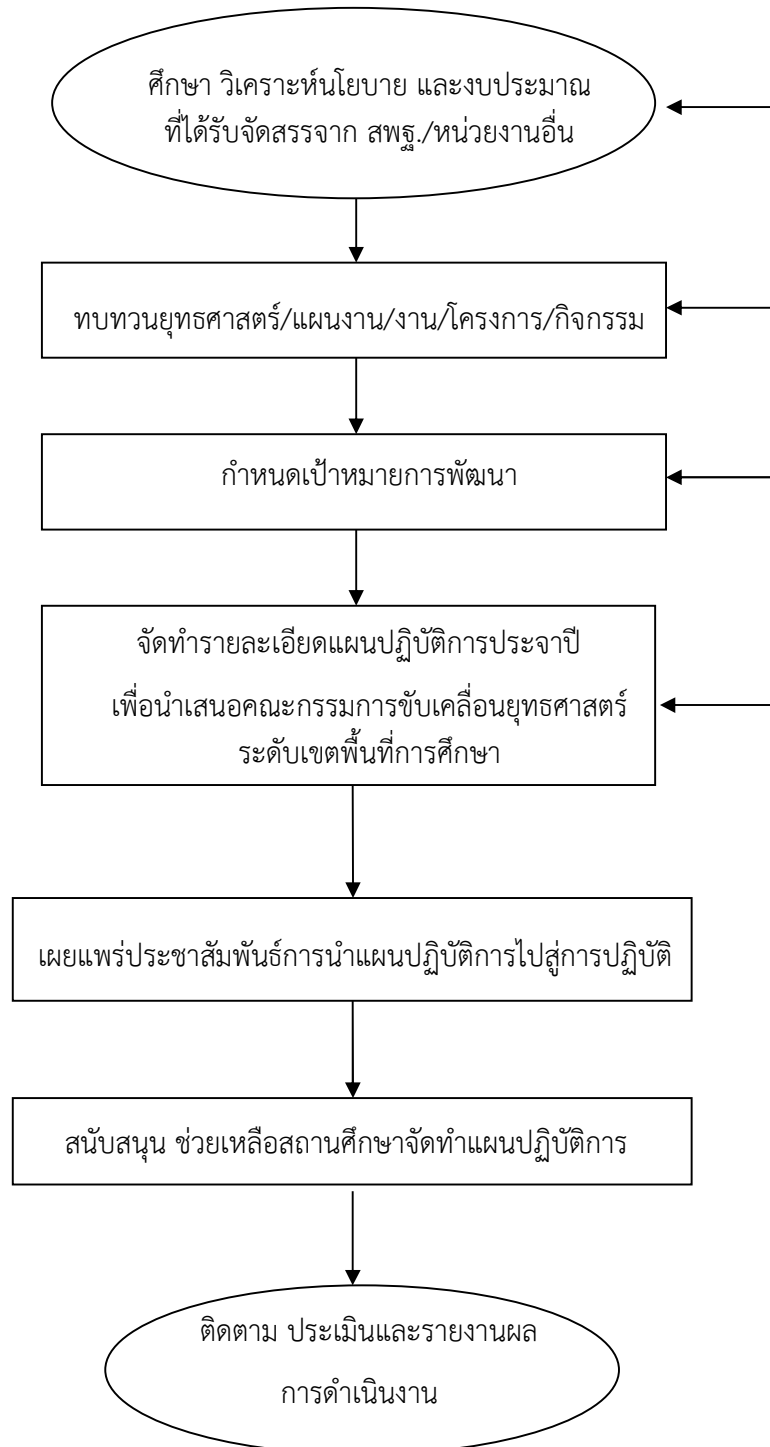 ศึกษา วิเคราะห์นโยบาย และงบประมาณ
ที่ได้รับจัดสรรจาก สพฐ./หน่วยงานอื่น
ทบทวนยุทธศาสตร์/แผนงาน/งาน/โครงการ/กิจกรรม
กำหนดเป้าหมายการพัฒนา
จัดทำรายละเอียดแผนปฏิบัติการประจาปี
เพื่อนำเสนอคณะกรรมการขับเคลื่อนยุทธศาสตร์
ระดับเขตพื้นที่การศึกษา
เผยแพร่ประชาสัมพันธ์การนำแผนปฏิบัติการไปสู่การปฏิบัติ
สนับสนุน ช่วยเหลือสถานศึกษาจัดทำแผนปฏิบัติการ
ติดตาม ประเมินและรายงานผล
การดำเนินงาน